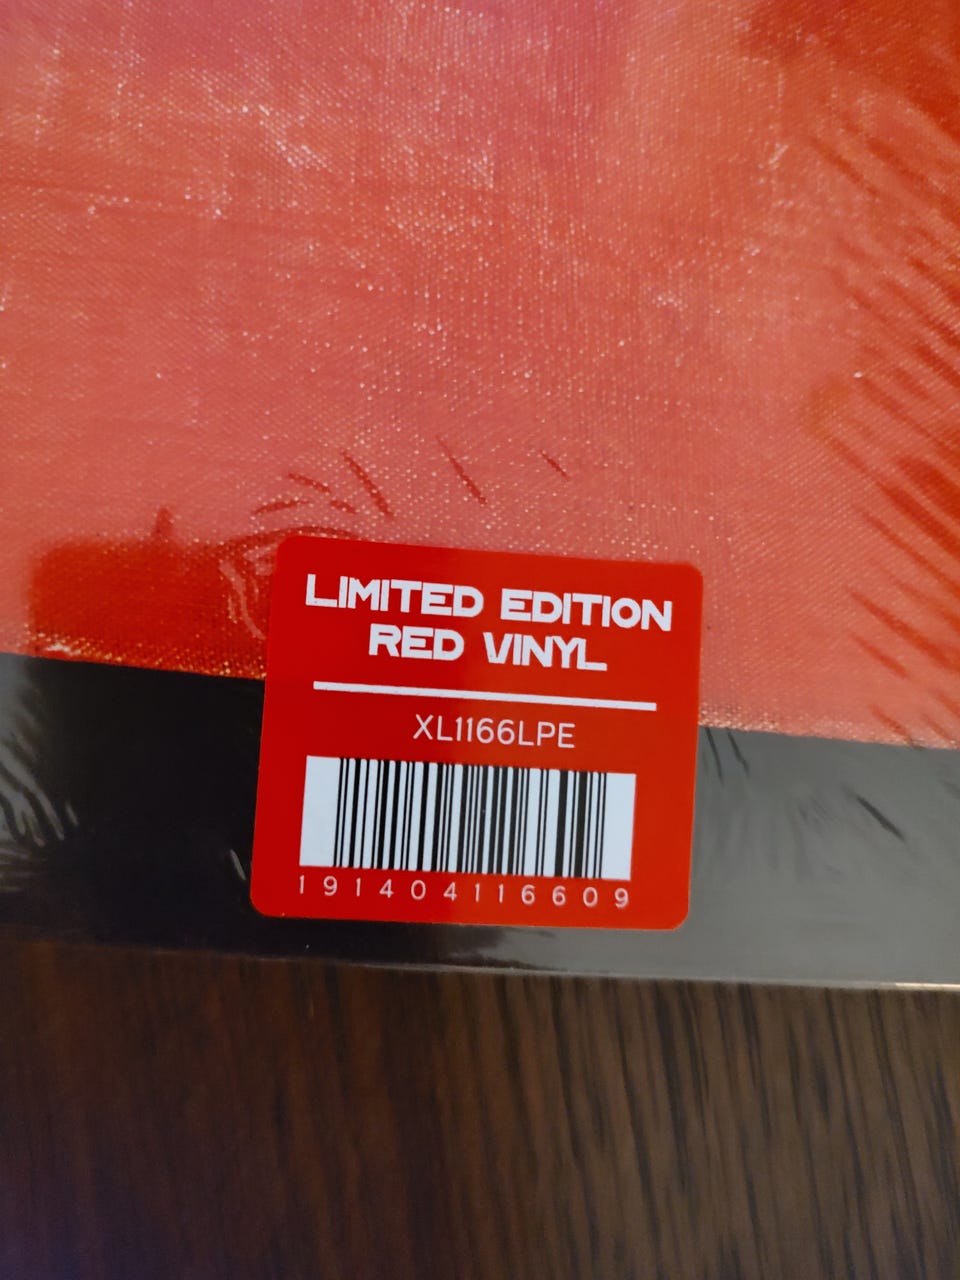 LIMITED EDITION
RED VINYL
XL1166LPE
191404116609